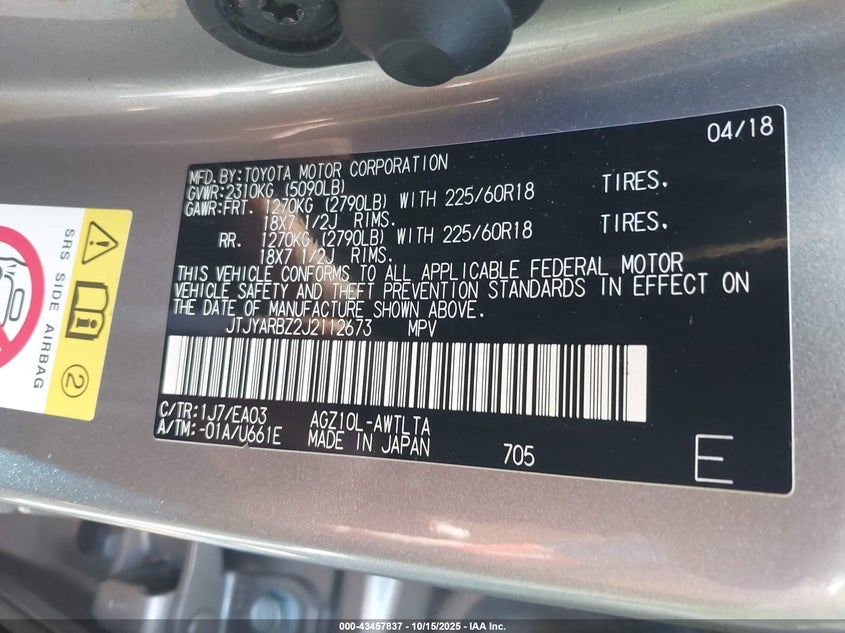 04/18
MFD.BY:TOYOTA MOTOR CORPORATION
GVWR:2310KG (5090LB)
GAWR:FRT. 1270KG (2790LB) WITH 225/60R18 TIRES.
18X7 1/2J RIMS.
RR. 1270KG (2790LB) WITH 225/60R18 TIRES.
18X7 1/2J RIMS.
THIS VEHICLE CONFORMS TO ALL APPLICABLE FEDERAL MOTOR
VEHICLE SAFETY AND THEFT PREVENTION STANDARDS IN EFFECT ON
THE DATE OF MANUFACTURE SHOWN ABOVE.
JTJYARBZ2J2112673 MPV
C/TR:1J7/EA03 AGZ10L-AWTLTA
A/TM:-01A/U661E MADE IN JAPAN 705 E
SRS SIDE AIRBAG
2
000-43457837 - 10/15/2025 - IAA Inc.